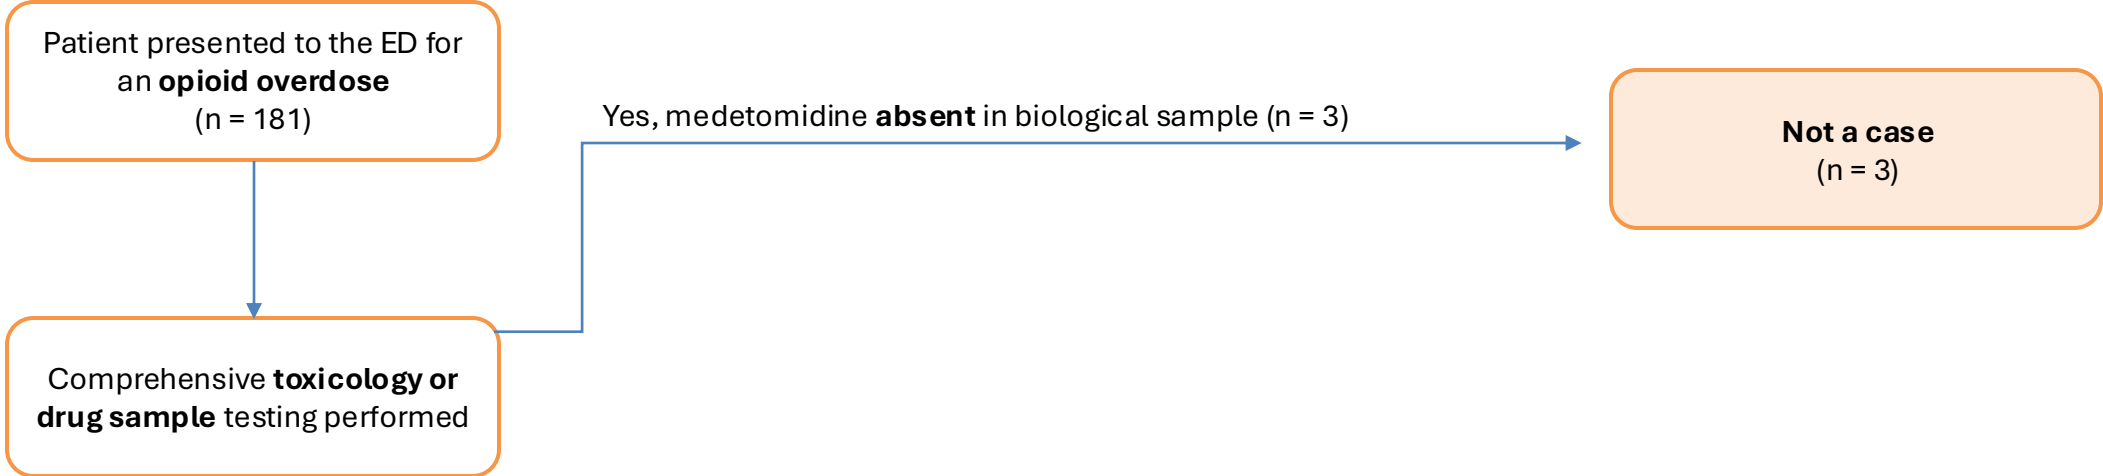 Patient presented to the ED for
an opioid overdose
(n = 181)
Yes, medetomidine absent in biological sample (n = 3)
Not a case
(n = 3)
Comprehensive toxicology or
drug sample testing performed